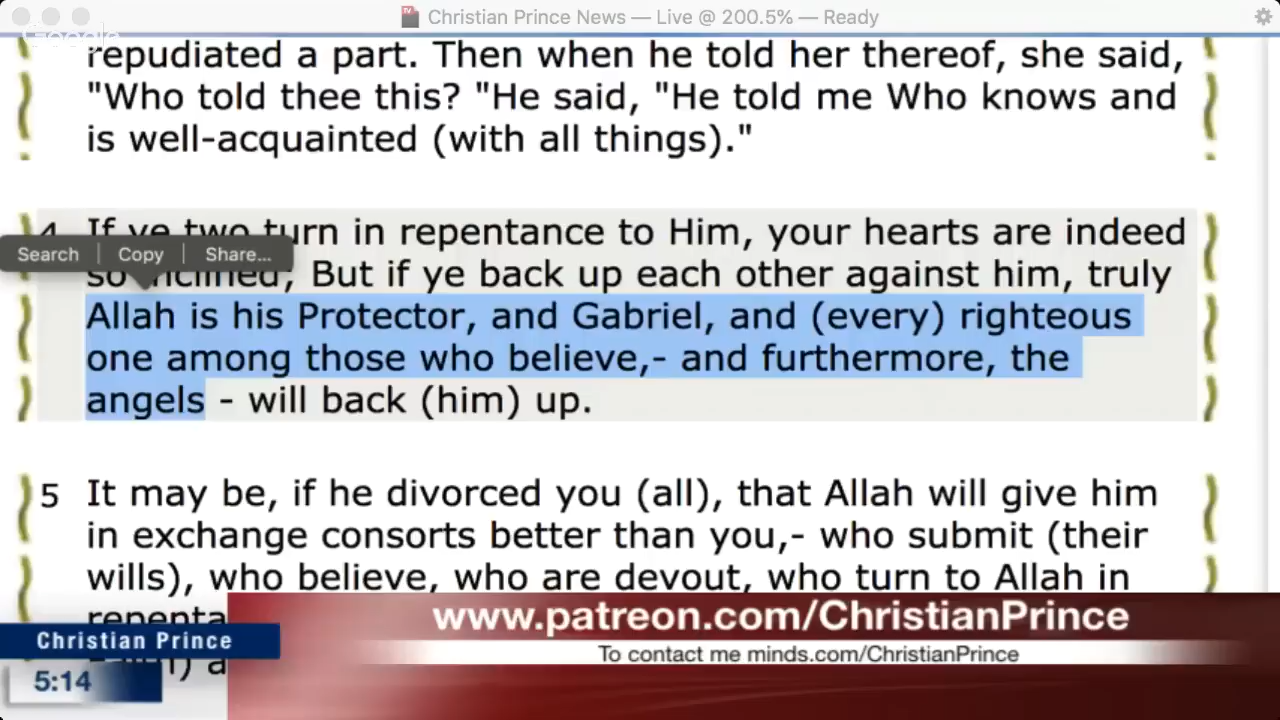 Christian Prince News — Live @ 200.5% — Ready
Google
repudiated a part. Then when he told her thereof, she said,
"Who told thee this? "He said, "He told me Who knows and
is well-acquainted (with all things)."
4 If ye two turn in repentance to Him, your hearts are indeed
Search Copy Share...
so inclined; But if ye back up each other against him, truly
Allah is his Protector, and Gabriel, and (every) righteous
one among those who believe,- and furthermore, the
angels - will back (him) up.
5 It may be, if he divorced you (all), that Allah will give him
in exchange consorts better than you,- who submit (their
wills), who believe, who are devout, who turn to Allah in
www.patreon.com/ChristianPrince
Christian Prince
To contact me minds.com/ChristianPrince
5:14